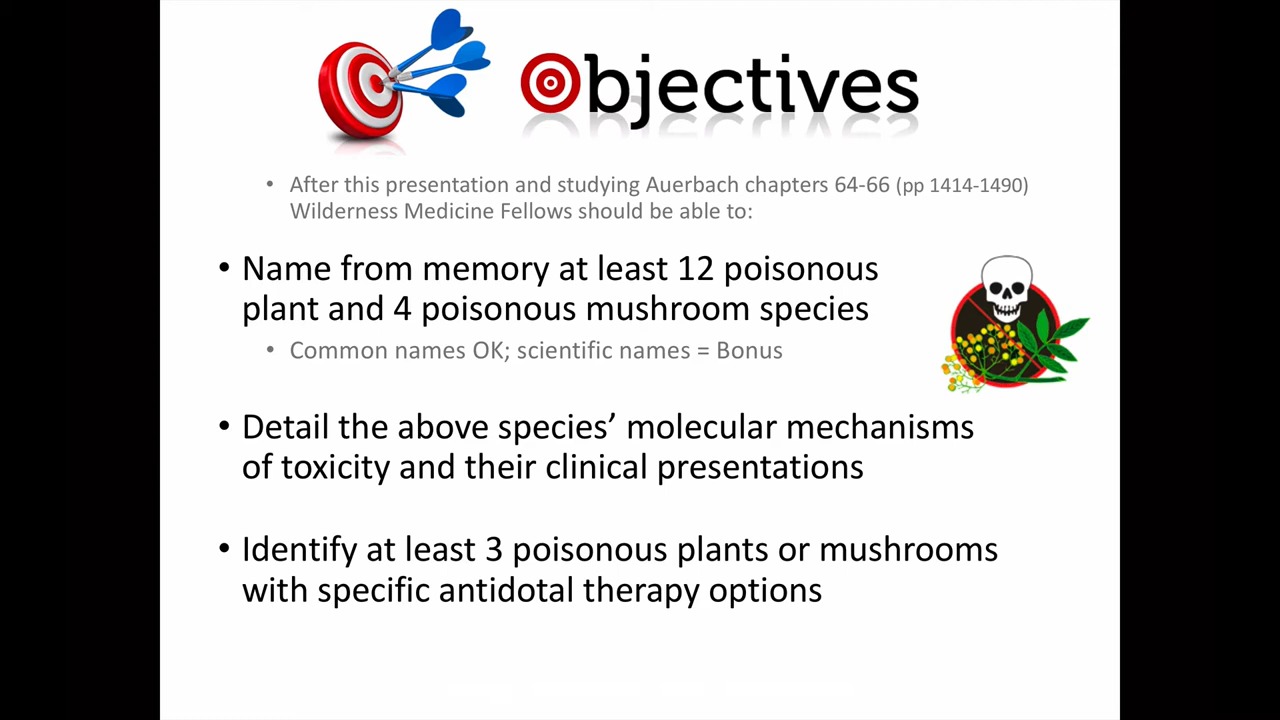 Objectives
• After this presentation and studying Auerbach chapters 64-66 (pp 1414-1490)
Wilderness Medicine Fellows should be able to:
• Name from memory at least 12 poisonous
plant and 4 poisonous mushroom species
• Common names OK; scientific names = Bonus
• Detail the above species’ molecular mechanisms
of toxicity and their clinical presentations
• Identify at least 3 poisonous plants or mushrooms
with specific antidotal therapy options